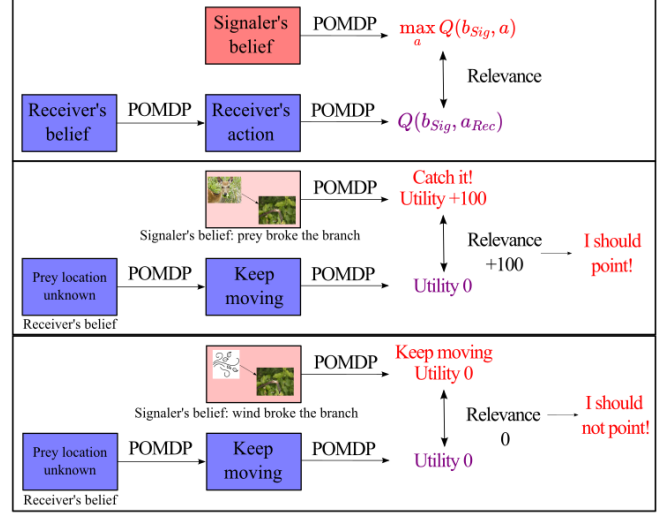 Signaler's
belief
POMDP
max Q(b_Sig, a)
a
Relevance
Receiver's
belief
POMDP
Receiver's
action
POMDP
Q(b_Sig, a_Rec)
POMDP
Catch it!
Utility +100
Signaler's belief: prey broke the branch
Relevance
+100
I should
point!
Prey location
unknown
POMDP
Keep
moving
POMDP
Utility 0
Receiver's belief
POMDP
Keep moving
Utility 0
Signaler's belief: wind broke the branch
Relevance
0
I should
not point!
Prey location
unknown
POMDP
Keep
moving
POMDP
Utility 0
Receiver's belief